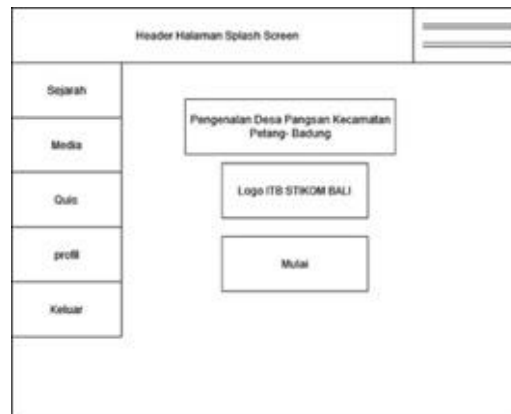 Header Halaman Splash Screen
Sejarah
Media
Quis
profil
Keluar
Pengenalan Desa Pangsan Kecamatan
Petang- Badung
Logo ITB STIKOM BALI
Mulai